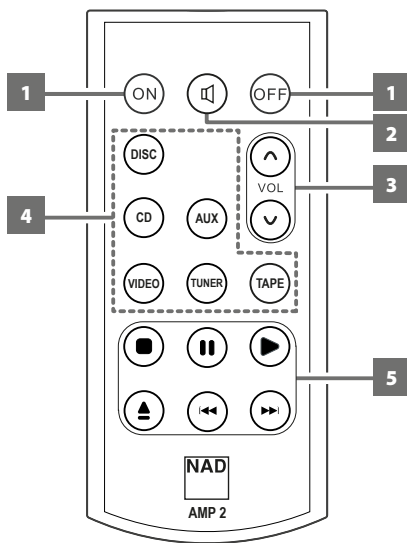 1 ON OFF 1
2
DISC
VOL 3
4 CD AUX
VIDEO TUNER TAPE
5
NAD
AMP 2